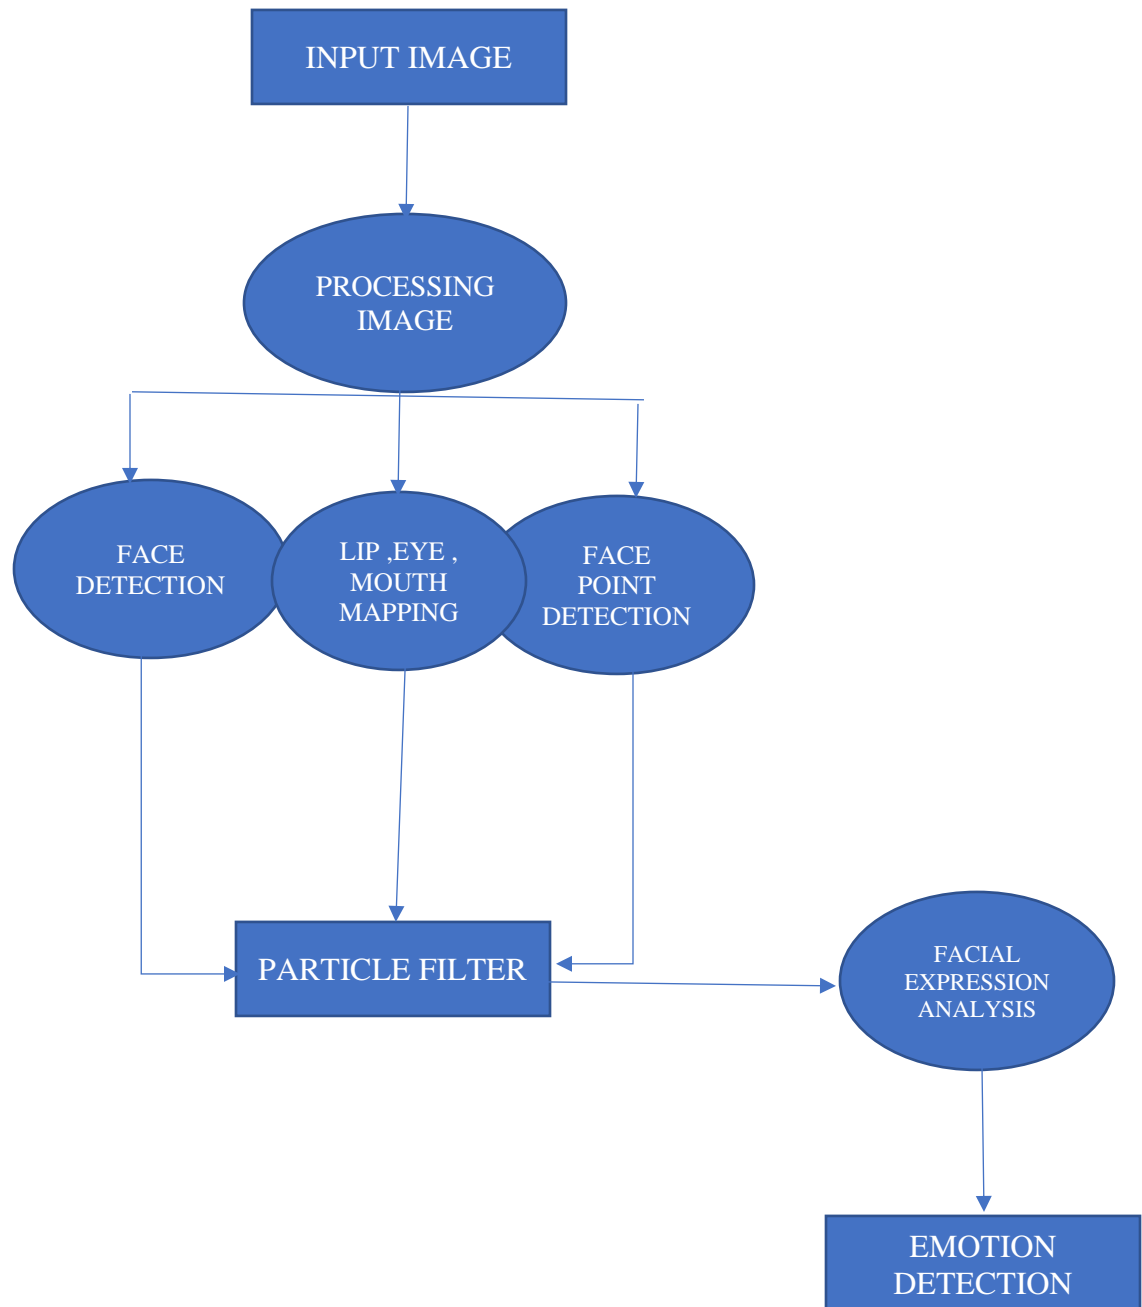 INPUT IMAGE
PROCESSING
IMAGE
FACE
DETECTION
LIP ,EYE ,
MOUTH
MAPPING
FACE
POINT
DETECTION
PARTICLE FILTER
FACIAL
EXPRESSION
ANALYSIS
EMOTION
DETECTION